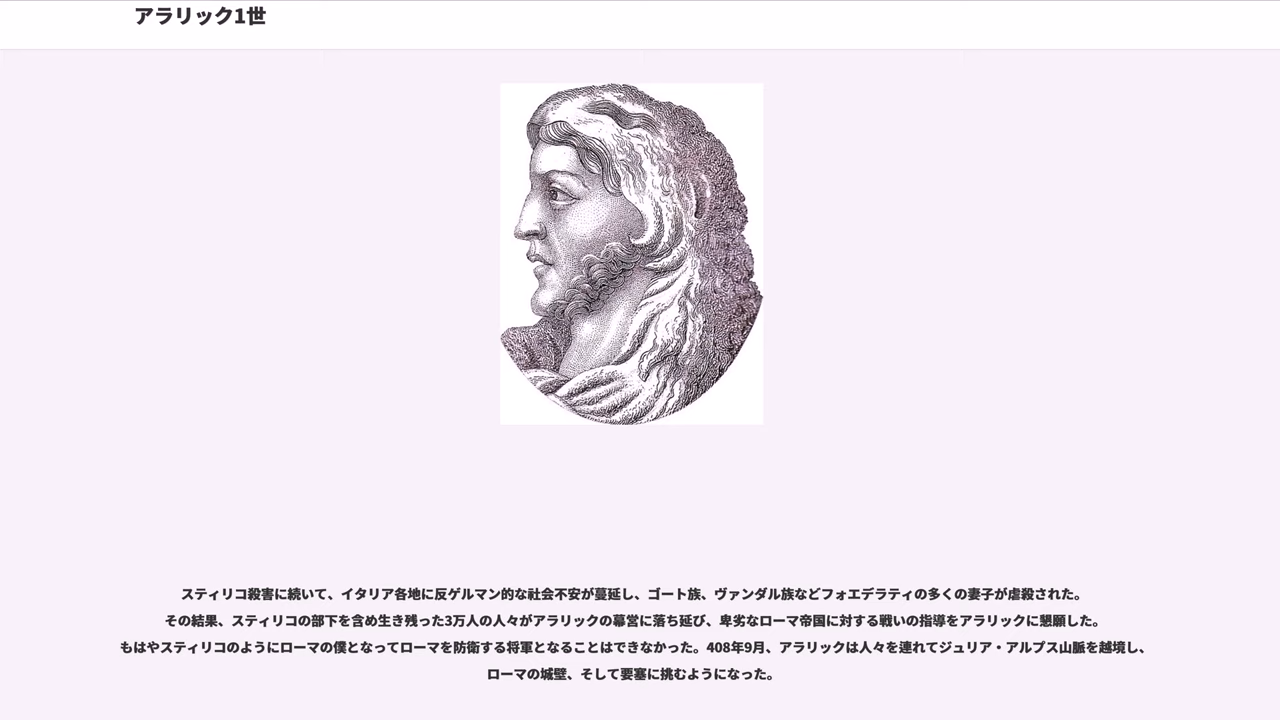 アラリック1世
スティリコ殺害に続いて、イタリア各地に反ゲルマン的な社会不安が蔓延し、ゴート族、ヴァンダル族などフォエデラティの多くの妻子が虐殺された。
その結果、スティリコの部下を含め生き残った3万人の人々がアラリックの幕営に落ち延び、卑劣なローマ帝国に対する戦いの指導をアラリックに懇願した。
もはやスティリコのようにローマの僕となってローマを防衛する将軍となることはできなかった。408年9月、アラリックは人々を連れてジュリア・アルプス山脈を越境し、
ローマの城壁、そして要塞に挑むようになった。